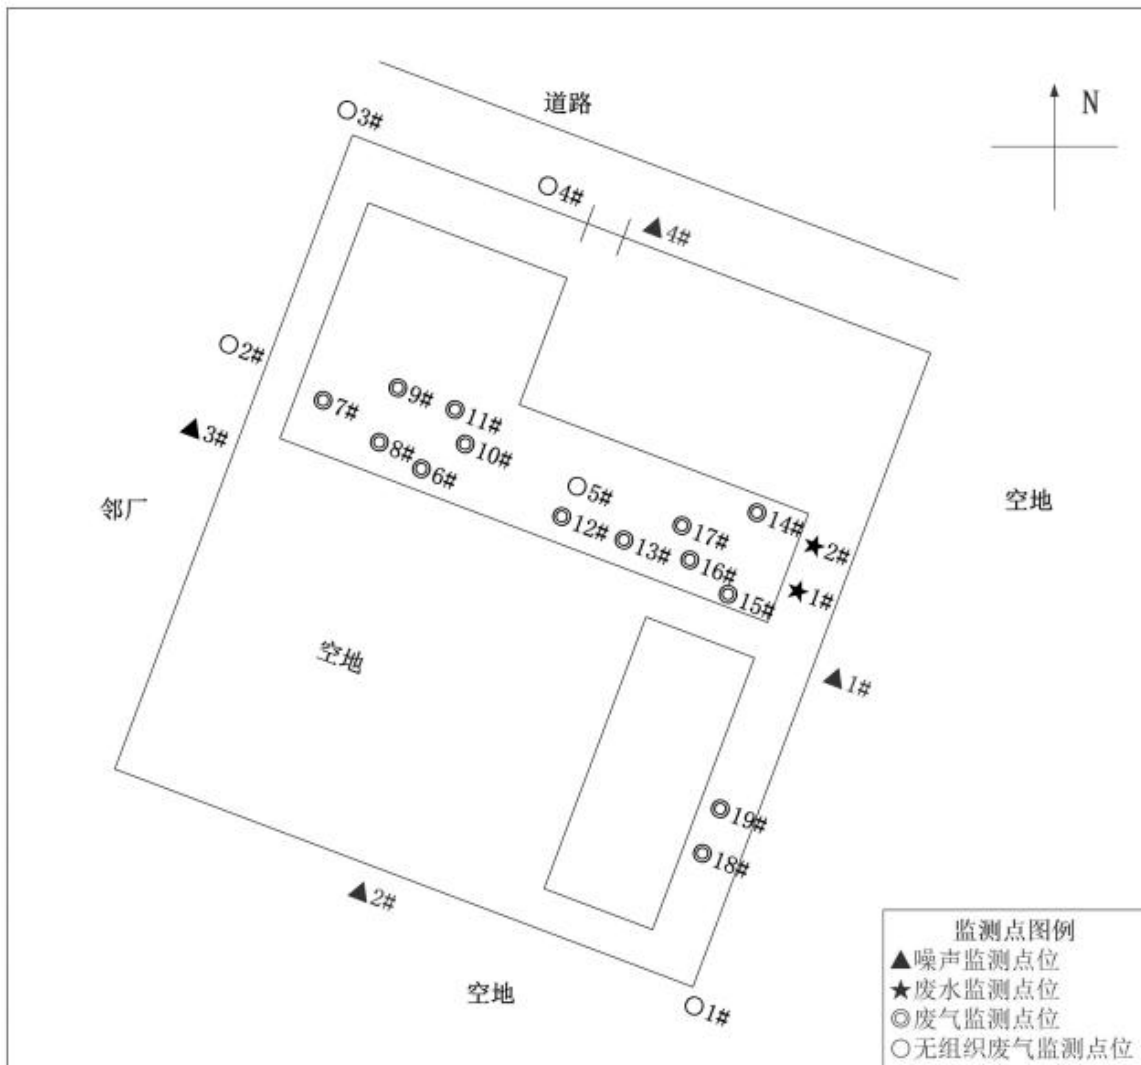 道路
N
○3#
○4#
▲4#
○2#
▲3#
◎9#
◎7#
◎11#
◎8#
◎10#
◎6#
○5#
◎12#
◎13#
◎17#
◎14#
◎16#
◎15#
★2#
★1#
邻厂
空地
空地
▲1#
◎19#
◎18#
▲2#
空地
○1#
监测点图例
▲噪声监测点位
★废水监测点位
◎废气监测点位
○无组织废气监测点位